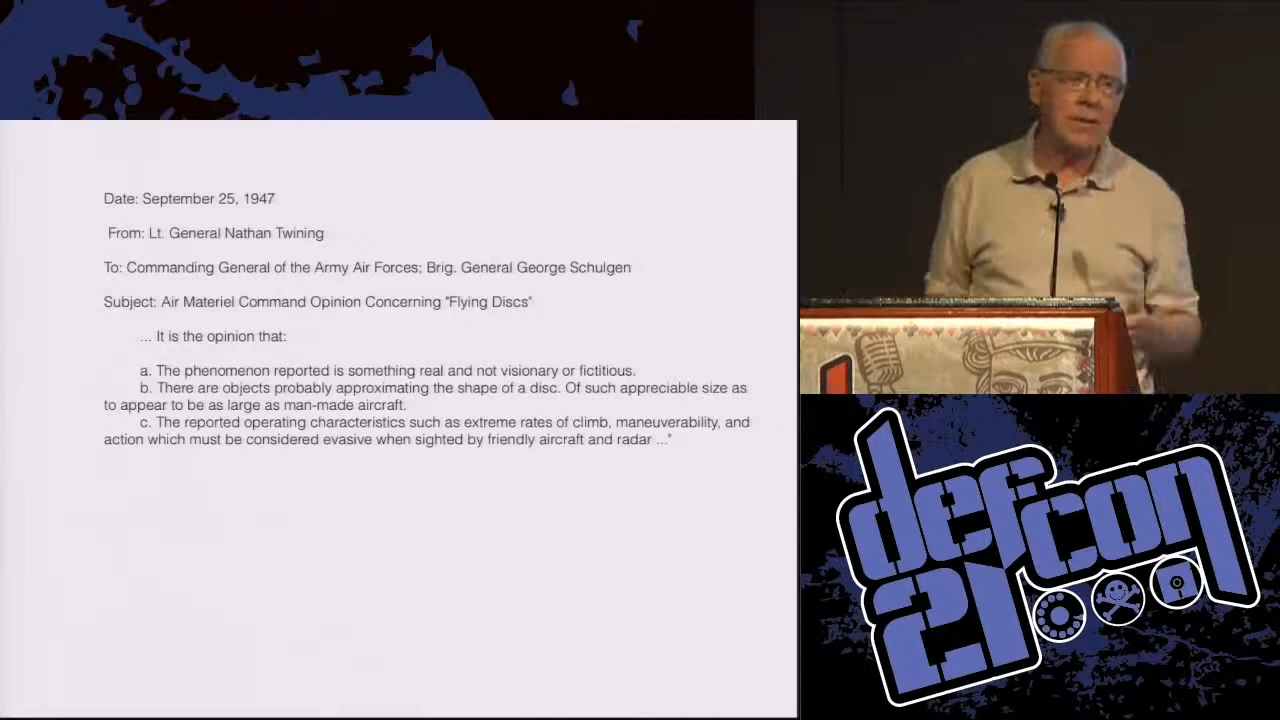 Date: September 25, 1947
From: Lt. General Nathan Twining
To: Commanding General of the Army Air Forces; Brig. General George Schulgen
Subject: Air Materiel Command Opinion Concerning "Flying Discs"
... It is the opinion that:
a. The phenomenon reported is something real and not visionary or fictitious.
b. There are objects probably approximating the shape of a disc. Of such appreciable size as
to appear to be as large as man-made aircraft.
c. The reported operating characteristics such as extreme rates of climb, maneuverability, and
action which must be considered evasive when sighted by friendly aircraft and radar ..."
defcon
21